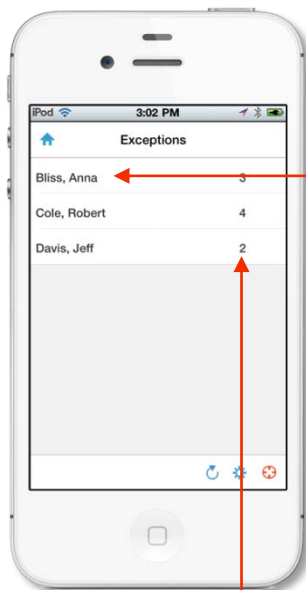 iPod 3:02 PM
Exceptions
Bliss, Anna 3
Cole, Robert 4
Davis, Jeff 2